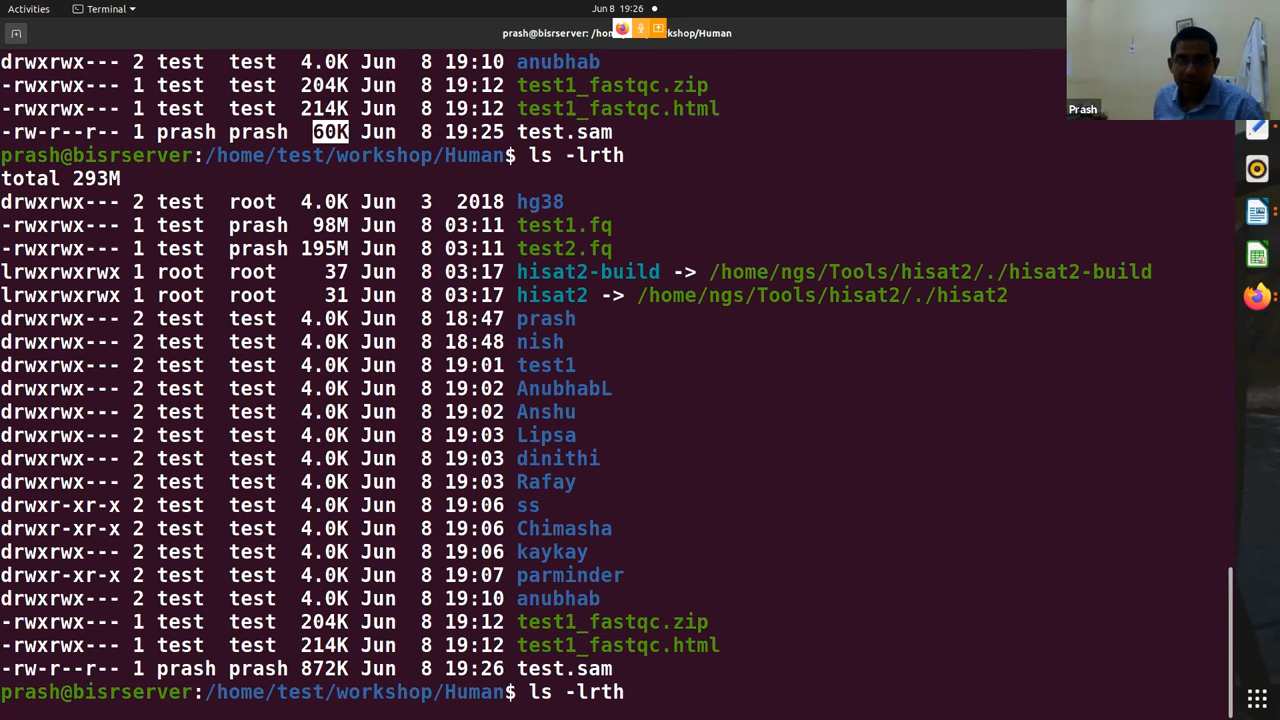 Activities Terminal Jun 8 19:26
prash@bisrserver: /hom rkshop/Human
drwxrwx--- 2 test test 4.0K Jun 8 19:10 anubhab
-rwxrwx--- 1 test test 204K Jun 8 19:12 test1_fastqc.zip
-rwxrwx--- 1 test test 214K Jun 8 19:12 test1_fastqc.html
Prash
-rw-r--r-- 1 prash prash 60K Jun 8 19:25 test.sam
prash@bisrserver:/home/test/workshop/Human$ ls -lrth
total 293M
drwxrwx--- 2 test root 4.0K Jun 3 2018 hg38
-rwxrwx--- 1 test prash 98M Jun 8 03:11 test1.fq
-rwxrwx--- 1 test prash 195M Jun 8 03:11 test2.fq
lrwxrwxrwx 1 root root 37 Jun 8 03:17 hisat2-build -> /home/ngs/Tools/hisat2/./hisat2-build
lrwxrwxrwx 1 root root 31 Jun 8 03:17 hisat2 -> /home/ngs/Tools/hisat2/./hisat2
drwxrwx--- 2 test test 4.0K Jun 8 18:47 prash
drwxrwx--- 2 test test 4.0K Jun 8 18:48 nish
drwxrwx--- 2 test test 4.0K Jun 8 19:01 test1
drwxrwx--- 2 test test 4.0K Jun 8 19:02 AnubhabL
drwxrwx--- 2 test test 4.0K Jun 8 19:02 Anshu
drwxrwx--- 2 test test 4.0K Jun 8 19:03 Lipsa
drwxrwx--- 2 test test 4.0K Jun 8 19:03 dinithi
drwxrwx--- 2 test test 4.0K Jun 8 19:03 Rafay
drwxr-xr-x 2 test test 4.0K Jun 8 19:06 ss
drwxr-xr-x 2 test test 4.0K Jun 8 19:06 Chimasha
drwxrwx--- 2 test test 4.0K Jun 8 19:06 kaykay
drwxr-xr-x 2 test test 4.0K Jun 8 19:07 parminder
drwxrwx--- 2 test test 4.0K Jun 8 19:10 anubhab
-rwxrwx--- 1 test test 204K Jun 8 19:12 test1_fastqc.zip
-rwxrwx--- 1 test test 214K Jun 8 19:12 test1_fastqc.html
-rw-r--r-- 1 prash prash 872K Jun 8 19:26 test.sam
prash@bisrserver:/home/test/workshop/Human$ ls -lrth